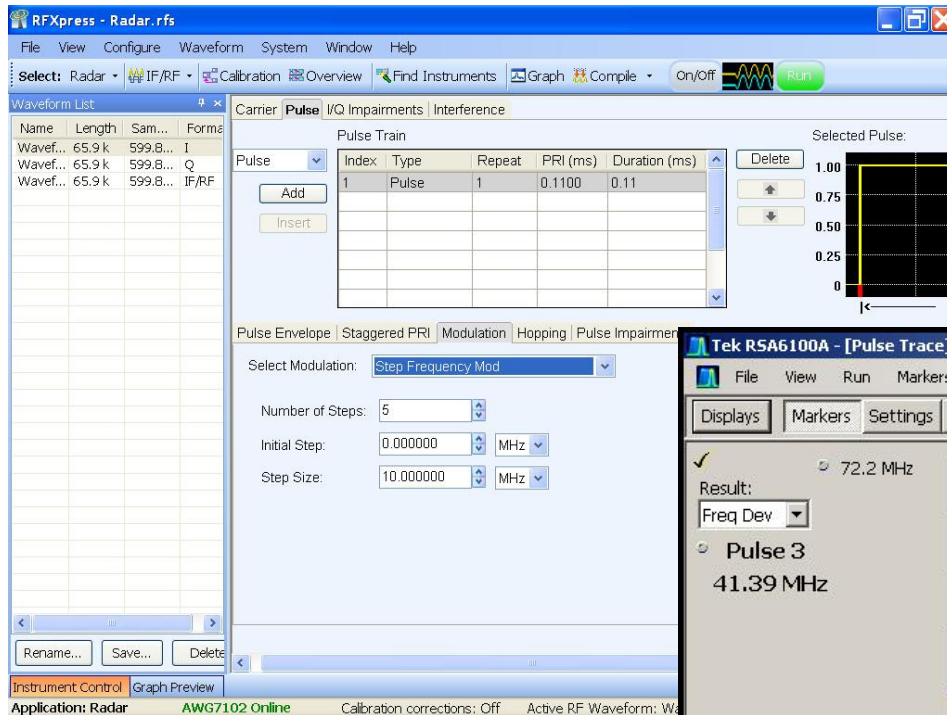 RFXpress - Radar.rfs
File View Configure Waveform System Window Help
Select: Radar IF/RF Calibration Overview Find Instruments Graph Compile On/Off Run
Waveform List
Name Length Sam... Forma
Wavef... 65.9 k 599.8... I
Wavef... 65.9 k 599.8... Q
Wavef... 65.9 k 599.8... IF/RF
Rename... Save... Delete
Carrier Pulse I/Q Impairments Interference
Pulse Train
Pulse
Add
Insert
Index Type Repeat PRI (ms) Duration (ms)
1 Pulse 1 0.1100 0.11
Delete
Selected Pulse:
1.00
0.75
0.50
0.25
0
Pulse Envelope Staggered PRI Modulation Hopping Pulse Impairmen
Select Modulation: Step Frequency Mod
Number of Steps: 5
Initial Step: 0.000000 MHz
Step Size: 10.000000 MHz
Tek RSA6100A - [Pulse Trace]
File View Run Markers
Displays Markers Settings
72.2 MHz
Result:
Freq Dev
Pulse 3
41.39 MHz
Instrument Control Graph Preview
Application: Radar AWG7102 Online Calibration corrections: Off Active RF Waveform: Wa